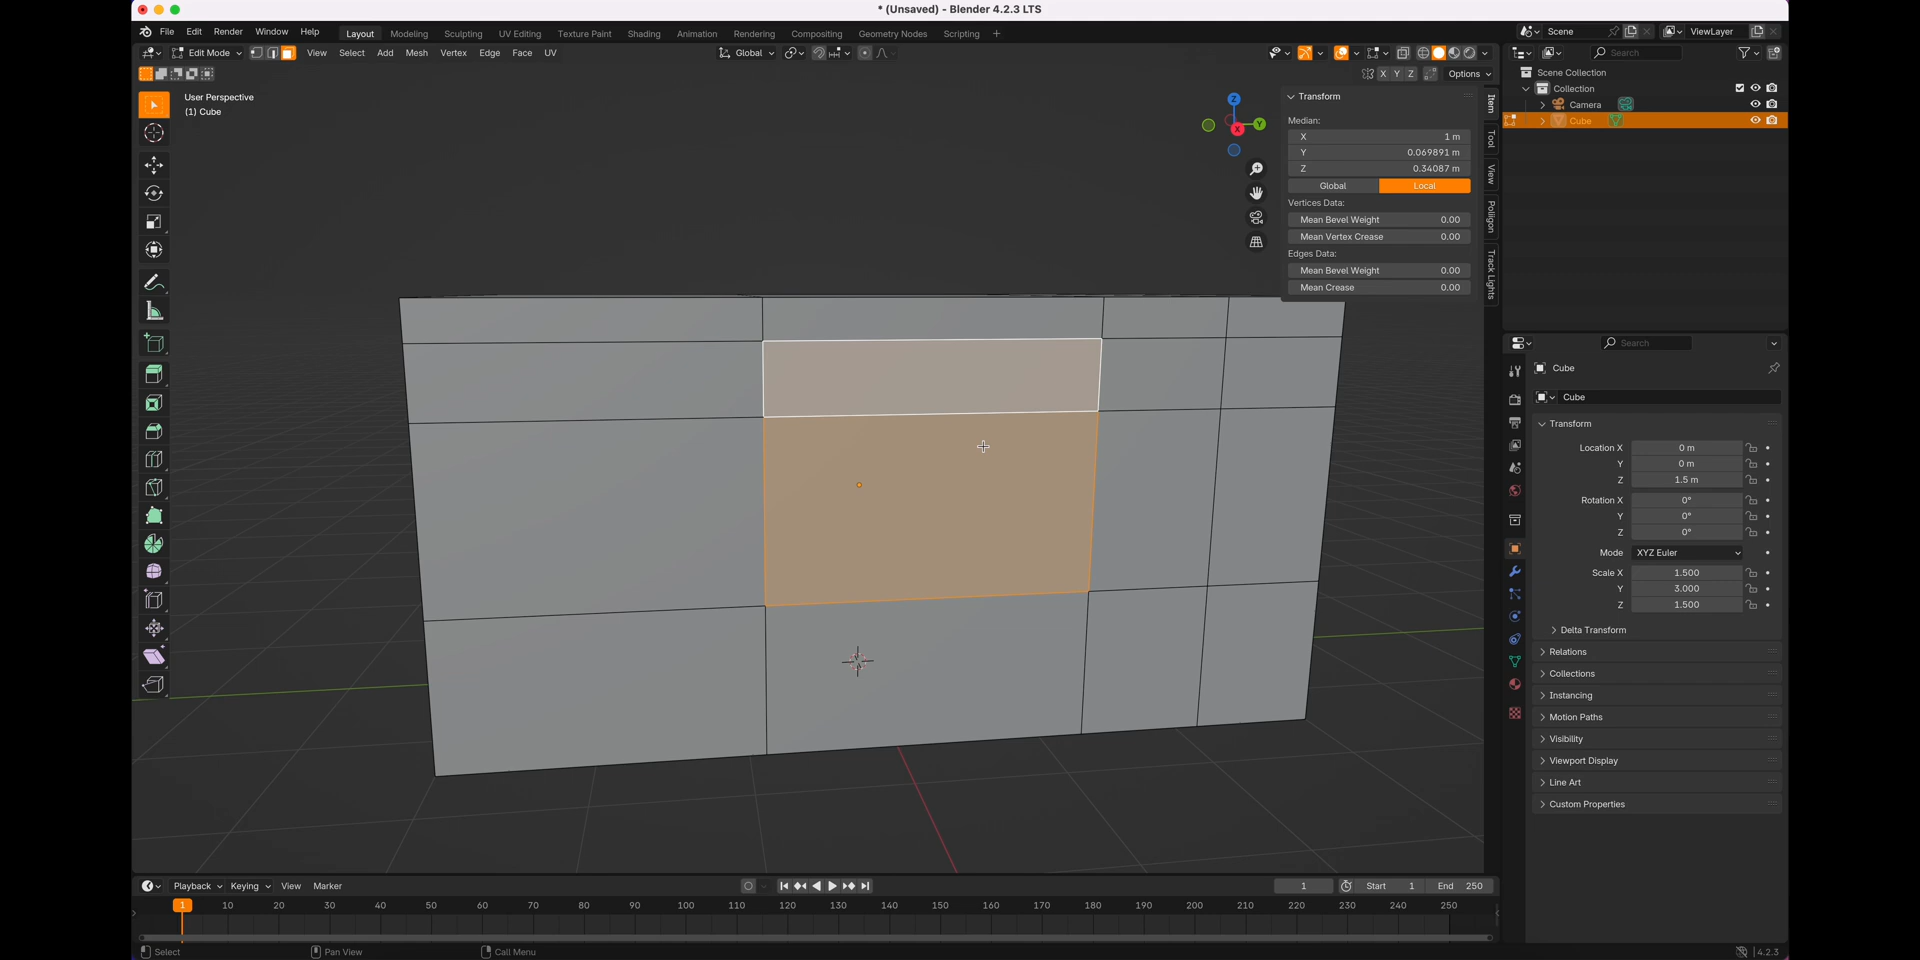 * (Unsaved) - Blender 4.2.3 LTS
File Edit Render Window Help Layout Modeling Sculpting UV Editing Texture Paint Shading Animation Rendering Compositing Geometry Nodes Scripting + Scene ViewLayer
Edit Mode View Select Add Mesh Vertex Edge Face UV Global Search
X Y Z Options
Scene Collection
Collection
Camera
Cube
User Perspective
(1) Cube
Z
Y
X
Transform
Median:
X 1 m
Y 0.069891 m
Z 0.34087 m
Global Local
Vertices Data:
Mean Bevel Weight 0.00
Mean Vertex Crease 0.00
Edges Data:
Mean Bevel Weight 0.00
Mean Crease 0.00
Item
Tool
View
Poliigon
Track Lights
Search
Cube
Cube
Transform
Location X 0 m
Y 0 m
Z 1.5 m
Rotation X 0°
Y 0°
Z 0°
Mode XYZ Euler
Scale X 1.500
Y 3.000
Z 1.500
Delta Transform
Relations
Collections
Instancing
Motion Paths
Visibility
Viewport Display
Line Art
Custom Properties
Playback Keying View Marker 1 Start 1 End 250
1 10 20 30 40 50 60 70 80 90 100 110 120 130 140 150 160 170 180 190 200 210 220 230 240 250
Select Pan View Call Menu 4.2.3